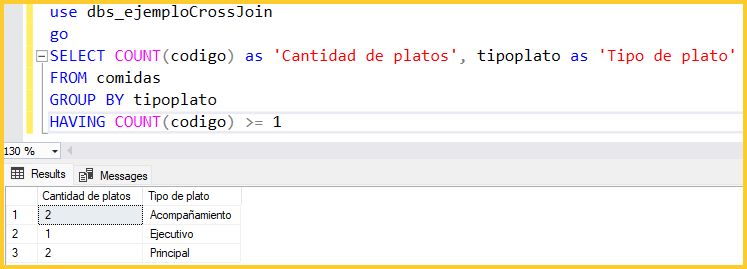 use dbs_ejemploCrossJoin
go
SELECT COUNT(codigo) as 'Cantidad de platos', tipoplato as 'Tipo de plato'
FROM comidas
GROUP BY tipoplato
HAVING COUNT(codigo) >= 1
130 %
Results Messages
Cantidad de platos Tipo de plato
1 2 Acompañamiento
2 1 Ejecutivo
3 2 Principal